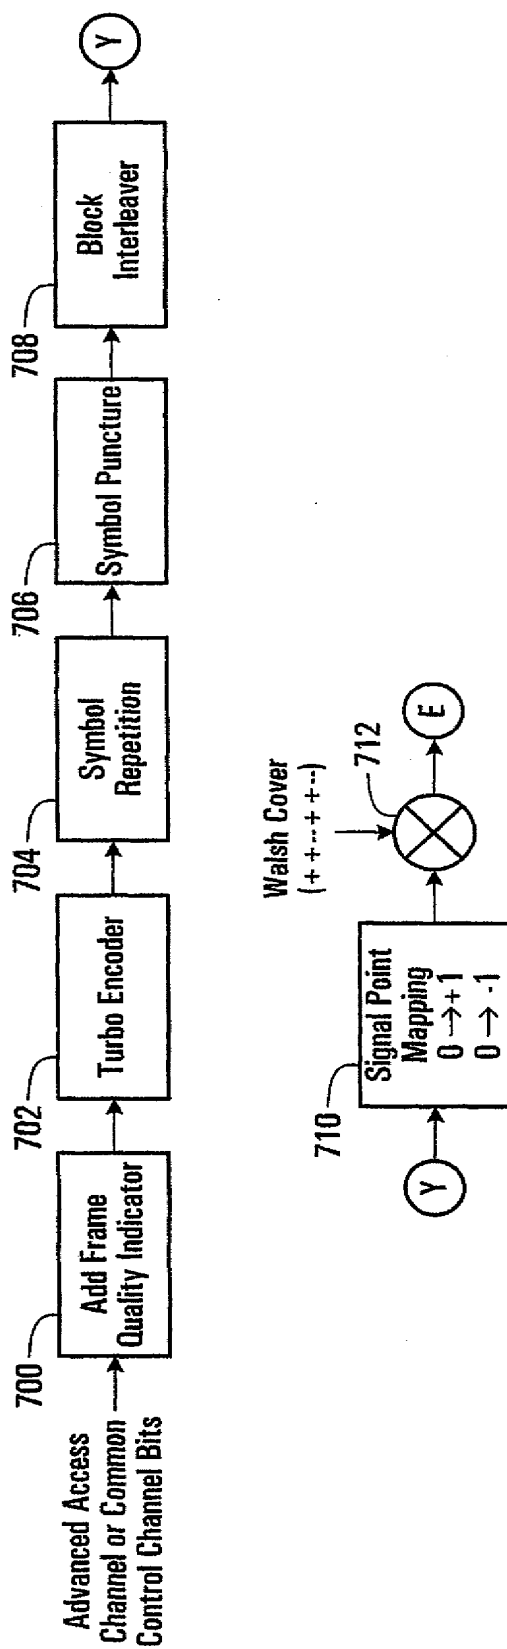 Advanced Access
Channel or Common
Control Channel Bits
700
Add Frame
Quality Indicator
702
Turbo Encoder
704
Symbol
Repetition
706
Symbol Puncture
708
Block
Interleaver
Y
Y
710
Signal Point
Mapping
0 → +1
0 → -1
Walsh Cover
(+ + -- + + --)
712
E